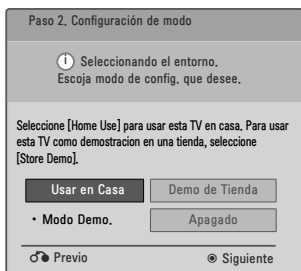 Paso 2. Configuración de modo
i Seleccionando el entorno.
Escoja modo de config. que desee.
Seleccione [Home Use] para usar esta TV en casa. Para usar
esta TV como demostracion en una tienda, seleccione
[Store Demo].
Usar en Casa Demo de Tienda
• Modo Demo. Apagado
Previo Siguiente